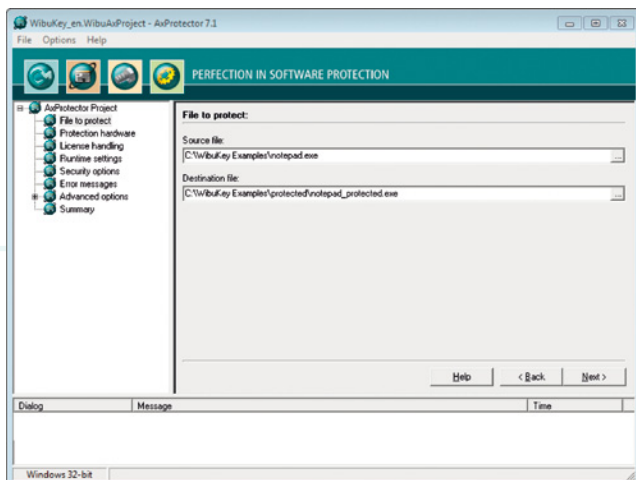 WibuKey_en.WibuAxProject - AxProtector 7.1
File Options Help
PERFECTION IN SOFTWARE PROTECTION
AxProtector Project
File to protect
Protection hardware
License handling
Runtime settings
Security options
Error messages
Advanced options
Summary
File to protect:
Source file:
C:\WibuKey Examples\notepad.exe
...
Destination file:
C:\WibuKey Examples\protected\notepad_protected.exe
...
Help < Back Next >
Dialog Message Time
Windows 32-bit